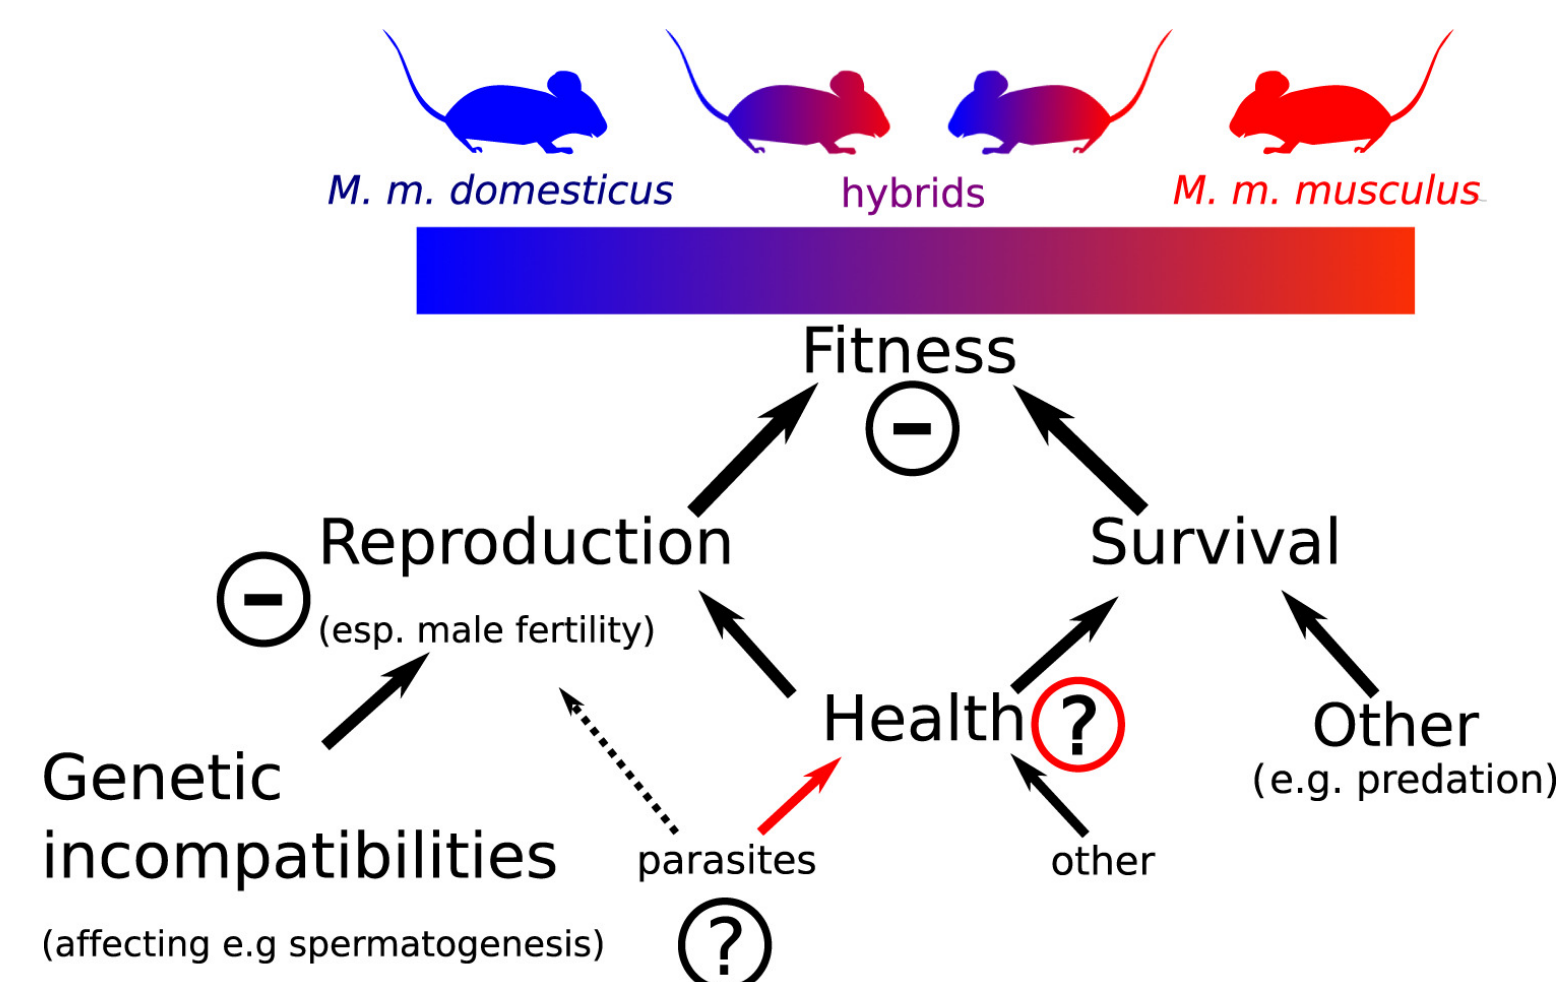 M. m. domesticus
hybrids
M. m. musculus
Fitness
−
Reproduction
Survival
−
(esp. male fertility)
Health
?
Other
(e.g. predation)
Genetic
incompatibilities
parasites
other
(affecting e.g spermatogenesis)
?